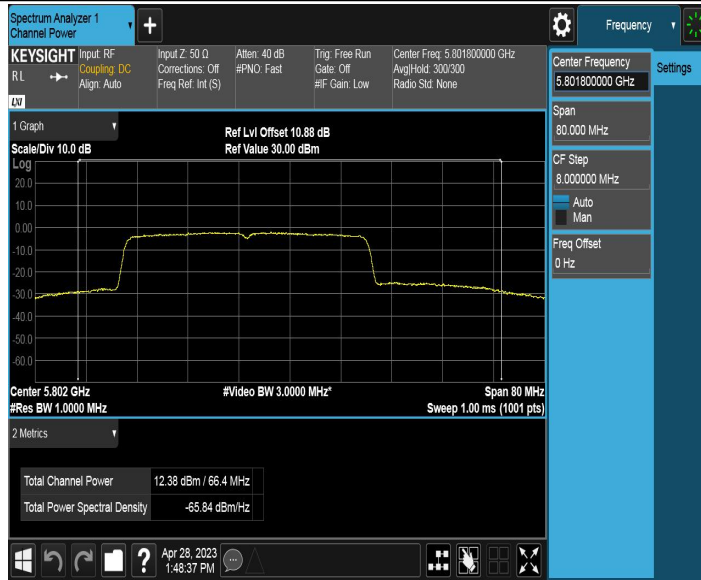 Spectrum Analyzer 1
Channel Power
Frequency
KEYSIGHT
Input: RF
Coupling: DC
Align: Auto
Input Z: 50 Ω
Corrections: Off
Freq Ref: Int (S)
Atten: 40 dB
#PNO: Fast
Trig: Free Run
Gate: Off
#IF Gain: Low
Center Freq: 5.801800000 GHz
Avg|Hold: 300/300
Radio Std: None
RL
LXI
Center Frequency
5.801800000 GHz
Settings
Span
80.000 MHz
CF Step
8.000000 MHz
Auto
Man
Freq Offset
0 Hz
1 Graph
Scale/Div 10.0 dB
Ref Lvl Offset 10.88 dB
Ref Value 30.00 dBm
Log
20.0
10.0
0.00
-10.0
-20.0
-30.0
-40.0
-50.0
-60.0
Center 5.802 GHz
#Video BW 3.0000 MHz*
Span 80 MHz
#Res BW 1.0000 MHz
Sweep 1.00 ms (1001 pts)
2 Metrics
Total Channel Power 12.38 dBm / 66.4 MHz
Total Power Spectral Density -65.84 dBm/Hz
?
Apr 28, 2023
1:48:37 PM